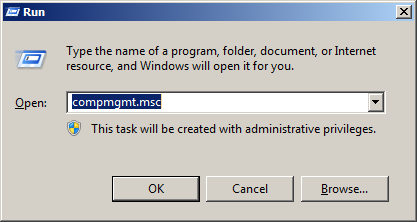 Run
Type the name of a program, folder, document, or Internet
resource, and Windows will open it for you.
Open: compmgmt.msc
This task will be created with administrative privileges.
OK Cancel Browse...